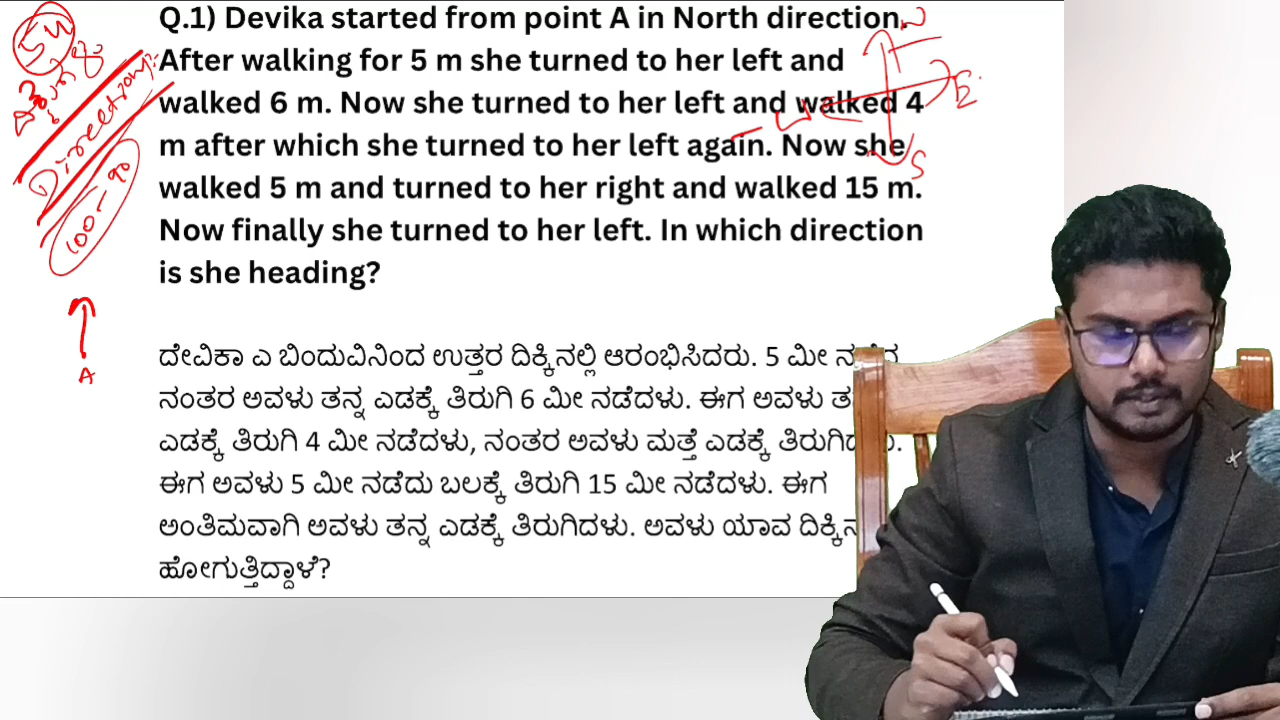 Q.1) Devika started from point A in North direction.
After walking for 5 m she turned to her left and
walked 6 m. Now she turned to her left and walked 4
m after which she turned to her left again. Now she
walked 5 m and turned to her right and walked 15 m.
Now finally she turned to her left. In which direction
is she heading?
ದೇವಿಕಾ ಎ ಬಿಂದುವಿನಿಂದ ಉತ್ತರ ದಿಕ್ಕಿನಲ್ಲಿ ಆರಂಭಿಸಿದರು. 5 ಮೀ
ನಂತರ ಅವಳು ತನ್ನ ಎಡಕ್ಕೆ ತಿರುಗಿ 6 ಮೀ ನಡೆದಳು. ಈಗ ಅವಳು
ಎಡಕ್ಕೆ ತಿರುಗಿ 4 ಮೀ ನಡೆದಳು, ನಂತರ ಅವಳು ಮತ್ತೆ ಎಡಕ್ಕೆ
ಈಗ ಅವಳು 5 ಮೀ ನಡೆದು ಬಲಕ್ಕೆ ತಿರುಗಿ 15 ಮೀ ನಡೆದಳು. ಈಗ
ಅಂತಿಮವಾಗಿ ಅವಳು ತನ್ನ ಎಡಕ್ಕೆ ತಿರುಗಿದಳು. ಅವಳು ಯಾವ
ಹೋಗುತ್ತಿದ್ದಾಳೆ?
Directions:
100-90
A
N
E
W
S